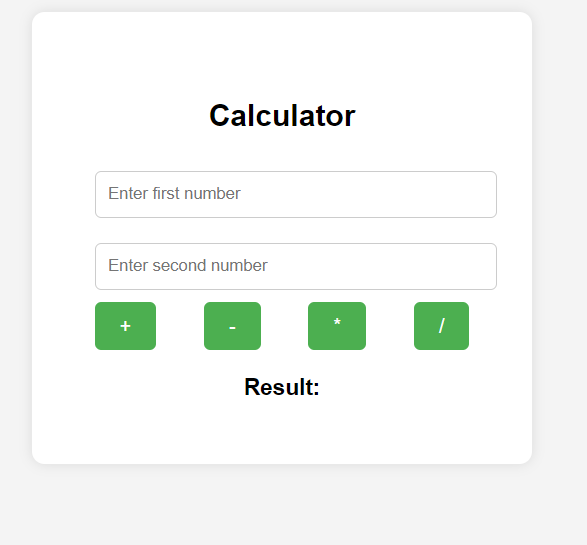 Calculator
Enter first number
Enter second number
+ - * /
Result: